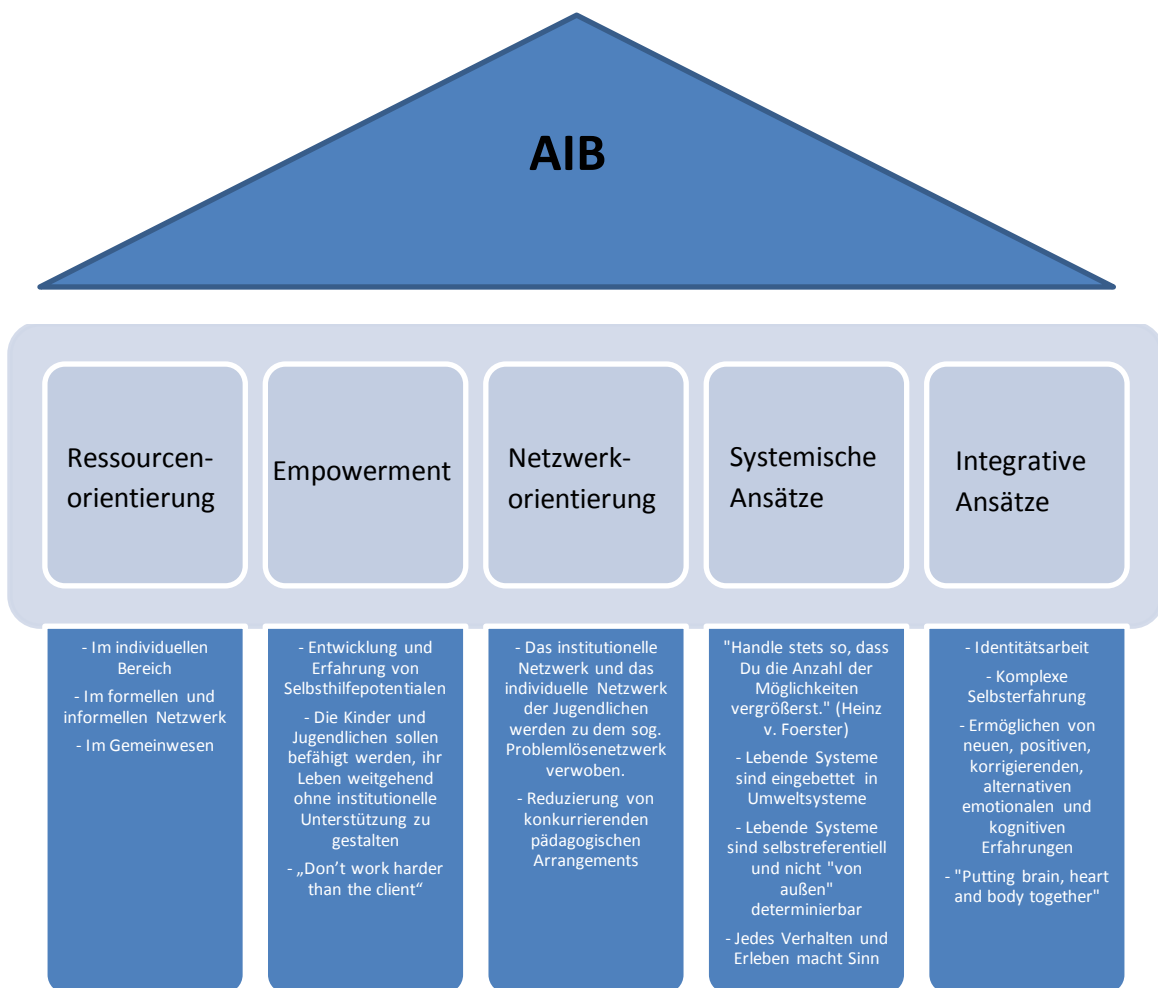 AIB
Ressourcen-
orientierung
Empowerment
Netzwerk-
orientierung
Systemische
Ansätze
Integrative
Ansätze
- Im individuellen
Bereich
- Im formellen und
informellen Netzwerk
- Im Gemeinwesen
- Entwicklung und
Erfahrung von
Selbsthilfepotentialen
- Die Kinder und
Jugendlichen sollen
befähigt werden, ihr
Leben weitgehend
ohne institutionelle
Unterstützung zu
gestalten
- „Don’t work harder
than the client“
- Das institutionelle
Netzwerk und das
individuelle Netzwerk
der Jugendlichen
werden zu dem sog.
Problemlösenetzwerk
verwoben.
- Reduzierung von
konkurrierenden
pädagogischen
Arrangements
"Handle stets so, dass
Du die Anzahl der
Möglichkeiten
vergrößerst." (Heinz
v. Foerster)
- Lebende Systeme
sind eingebettet in
Umweltsysteme
- Lebende Systeme
sind selbstreferentiell
und nicht "von
außen"
determinierbar
- Jedes Verhalten und
Erleben macht Sinn
- Identitätsarbeit
- Komplexe
Selbsterfahrung
- Ermöglichen von
neuen, positiven,
korrigierenden,
alternativen
emotionalen und
kognitiven
Erfahrungen
- "Putting brain, heart
and body together"